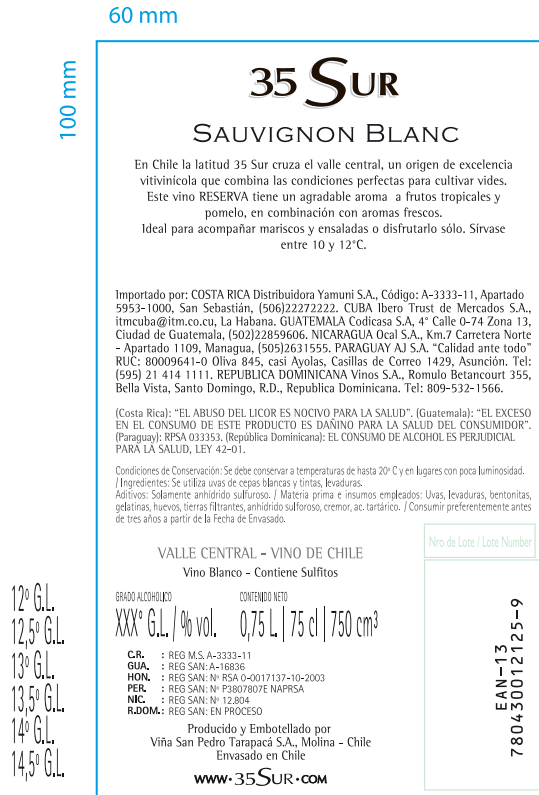 60 mm
100 mm
35 SUR
SAUVIGNON BLANC
En Chile la latitud 35 Sur cruza el valle central, un origen de excelencia
vitivinícola que combina las condiciones perfectas para cultivar vides.
Este vino RESERVA tiene un agradable aroma a frutos tropicales y
pomelo, en combinación con aromas frescos.
Ideal para acompañar mariscos y ensaladas o disfrutarlo sólo. Sírvase
entre 10 y 12°C.
Importado por: COSTA RICA Distribuidora Yamuni S.A., Código: A-3333-11, Apartado
5953-1000, San Sebastián, (506)22272222. CUBA Ibero Trust de Mercados S.A.,
itmcuba@itm.co.cu, La Habana. GUATEMALA Codicasa S.A, 4° Calle 0-74 Zona 13,
Ciudad de Guatemala, (502)22859606. NICARAGUA Ocal S.A., Km.7 Carretera Norte
- Apartado 1109, Managua, (505)2631555. PARAGUAY AJ S.A. “Calidad ante todo”
RUC: 80009641-0 Oliva 845, casi Ayolas, Casillas de Correo 1429, Asunción. Tel:
(595) 21 414 1111. REPUBLICA DOMINICANA Vinos S.A., Romulo Betancourt 355,
Bella Vista, Santo Domingo, R.D., Republica Dominicana. Tel: 809-532-1566.
(Costa Rica): “EL ABUSO DEL LICOR ES NOCIVO PARA LA SALUD”. (Guatemala): “EL EXCESO
EN EL CONSUMO DE ESTE PRODUCTO ES DAÑINO PARA LA SALUD DEL CONSUMIDOR”.
(Paraguay): RPSA 033353. (República Dominicana): EL CONSUMO DE ALCOHOL ES PERJUDICIAL
PARA LA SALUD, LEY 42-01.
Condiciones de Conservación: Se debe conservar a temperaturas de hasta 20º C y en lugares con poca luminosidad.
/ Ingredientes: Se utiliza uvas de cepas blancas y tintas, levaduras.
Aditivos: Solamente anhídrido sulfuroso. / Materia prima e insumos empleados: Uvas, levaduras, bentonitas,
gelatinas, huevos, tierras filtrantes, anhídrido sulforoso, cremor, ac. tartárico. / Consumir preferentemente antes
de tres años a partir de la Fecha de Envasado.
VALLE CENTRAL - VINO DE CHILE
Vino Blanco - Contiene Sulfitos
GRADO ALCOHOLICO CONTENIDO NETO
XXXº G.L. / % vol. 0,75 L. | 75 cl | 750 cm³
C.R. : REG M.S. A-3333-11
GUA. : REG SAN: A-16836
HON. : REG SAN: Nº RSA 0-0017137-10-2003
PER. : REG SAN: Nº P3807807E NAPRSA
NIC. : REG SAN: Nº 12.804
R.DOM. : REG SAN: EN PROCESO
Producido y Embotellado por
Viña San Pedro Tarapacá S.A., Molina - Chile
Envasado en Chile
WWW·35SUR·COM
Nro de Lote / Lote Number
EAN-13
780430012125-9
12º G.L.
12,5º G.L.
13º G.L.
13,5º G.L.
14º G.L.
14,5º G.L.